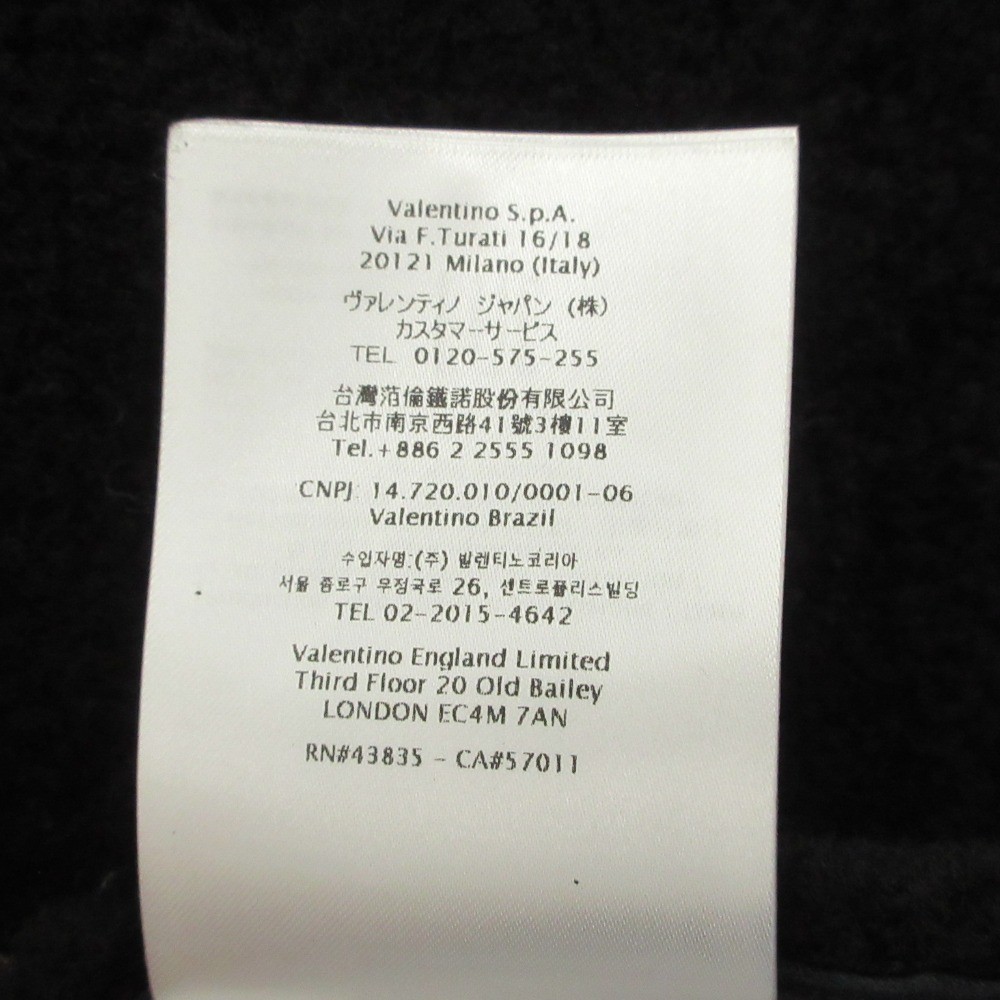 Valentino S.p.A.
Via F.Turati 16/18
20121 Milano (Italy)
ヴァレンティノ ジャパン (株)
カスタマーサービス
TEL 0120-575-255
台灣范倫鐵諾股份有限公司
台北市南京西路41號3樓11室
Tel.+886 2 2555 1098
CNPJ: 14.720.010/0001-06
Valentino Brazil
수입자명:(주) 발렌티노코리아
서울 종로구 우정국로 26, 센트로폴리스빌딩
TEL 02-2015-4642
Valentino England Limited
Third Floor 20 Old Bailey
LONDON EC4M 7AN
RN#43835 - CA#57011